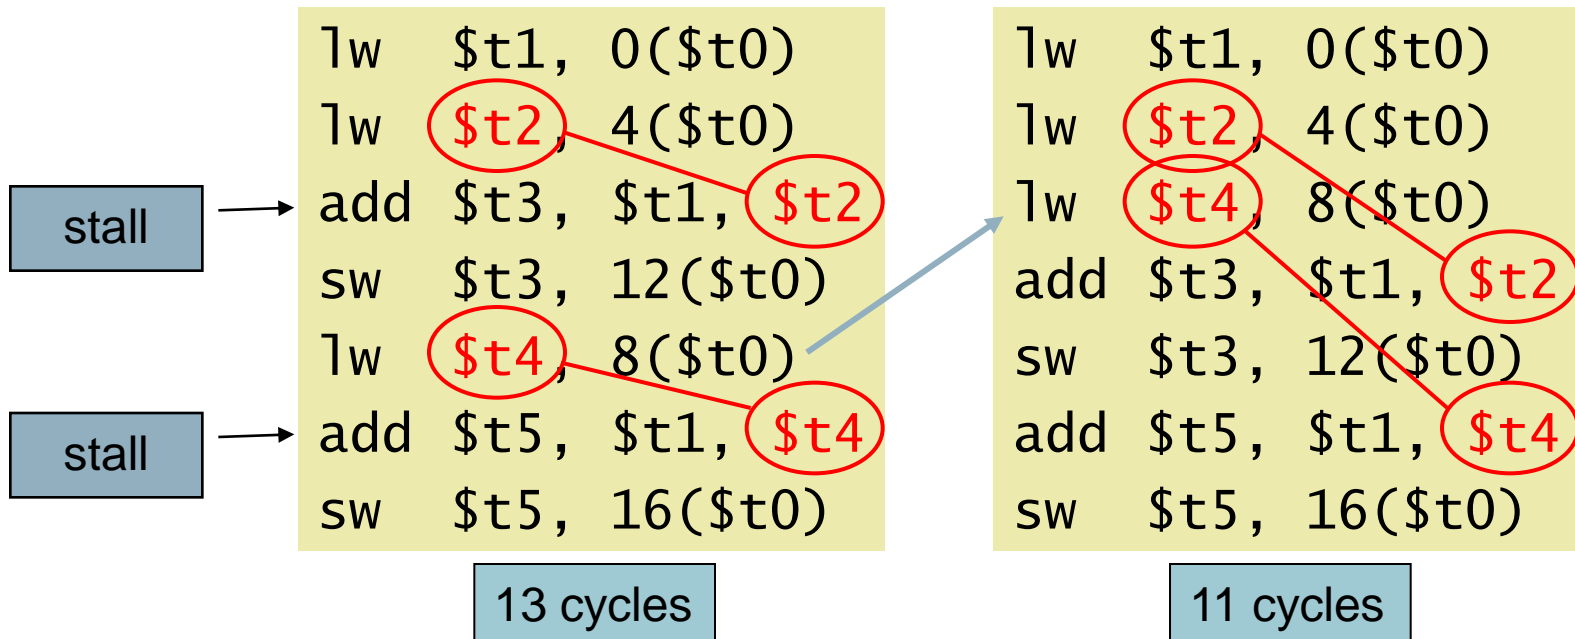 lw $t1, 0($t0)
lw $t2, 4($t0)
stall
add $t3, $t1, $t2
sw $t3, 12($t0)
lw $t4, 8($t0)
stall
add $t5, $t1, $t4
sw $t5, 16($t0)
13 cycles
lw $t1, 0($t0)
lw $t2, 4($t0)
lw $t4, 8($t0)
add $t3, $t1, $t2
sw $t3, 12($t0)
add $t5, $t1, $t4
sw $t5, 16($t0)
11 cycles